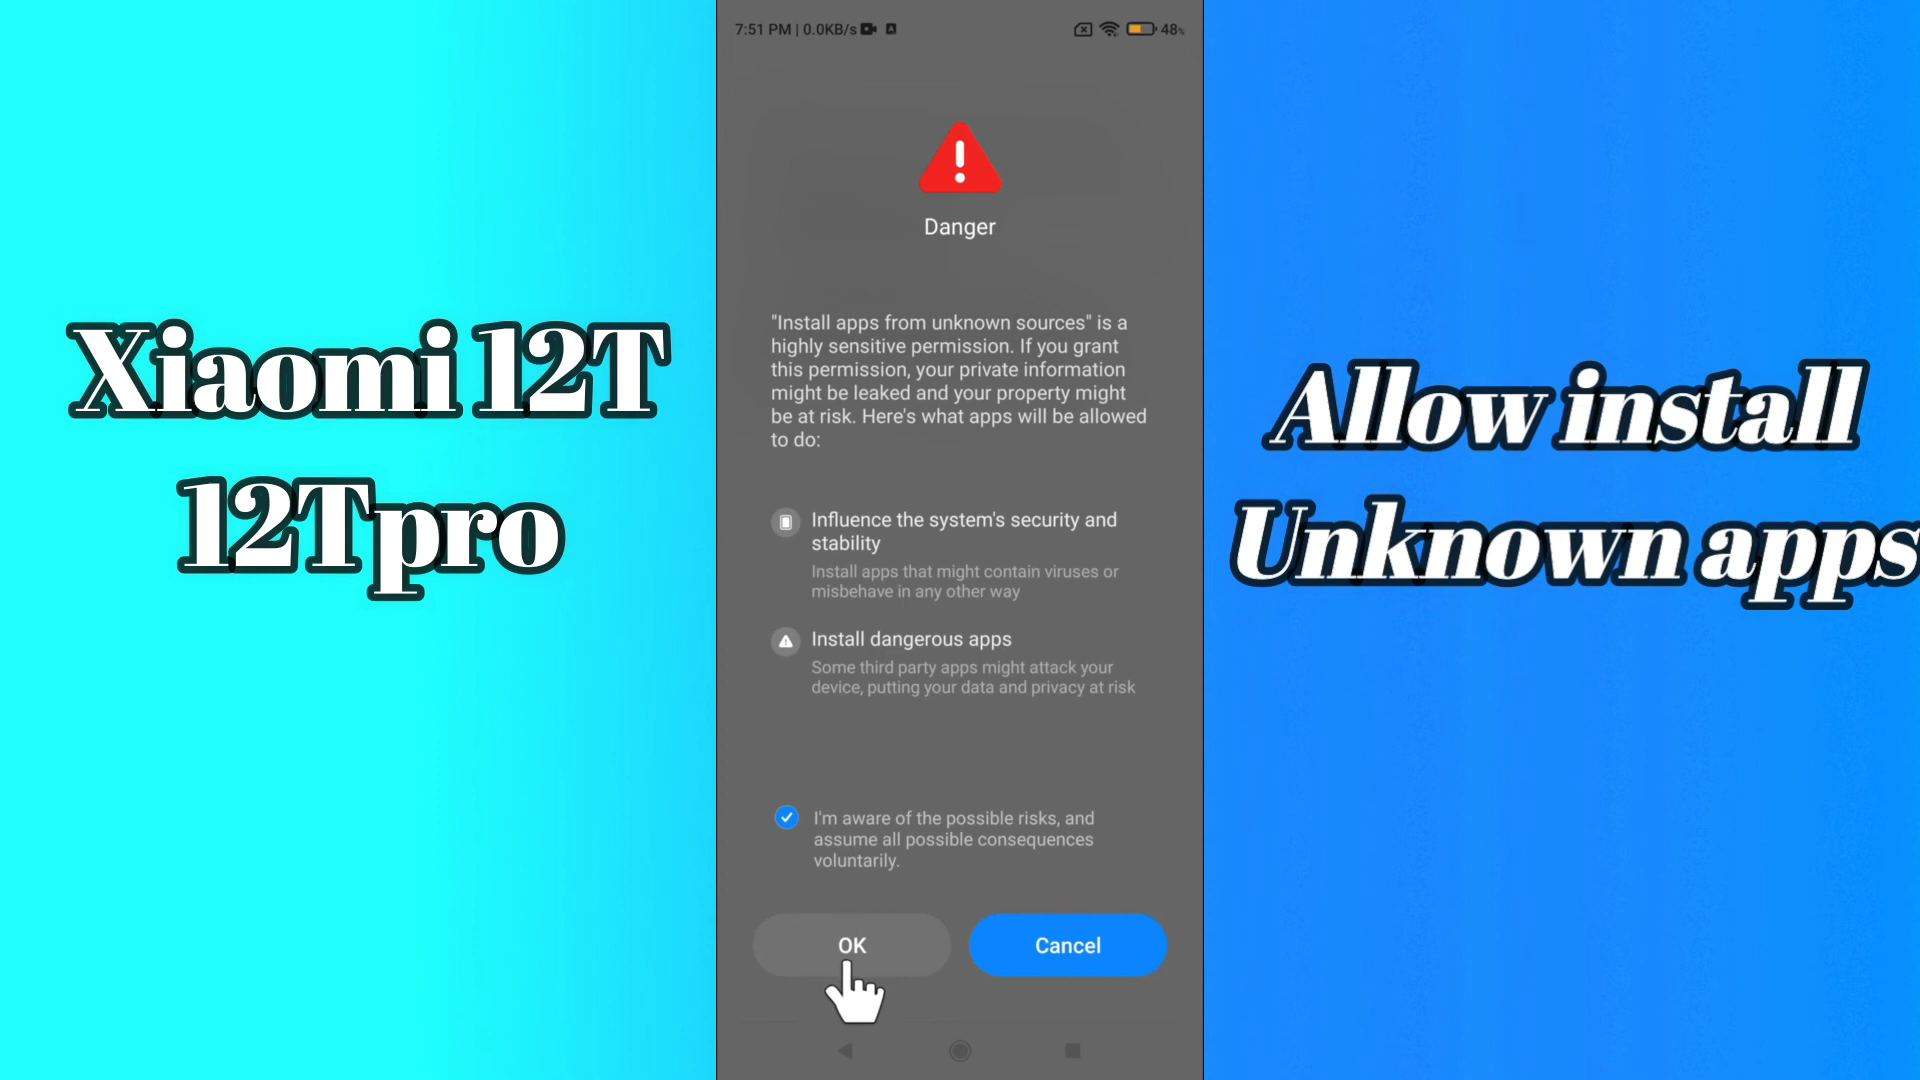 Xiaomi 12T
12Tpro
7:51 PM | 0.0KB/s
48%
Danger
"Install apps from unknown sources" is a
highly sensitive permission. If you grant
this permission, your private information
might be leaked and your property might
be at risk. Here's what apps will be allowed
to do:
Influence the system's security and
stability
Install apps that might contain viruses or
misbehave in any other way
Install dangerous apps
Some third party apps might attack your
device, putting your data and privacy at risk
I'm aware of the possible risks, and
assume all possible consequences
voluntarily.
OK
Cancel
Allow install
Unknown apps